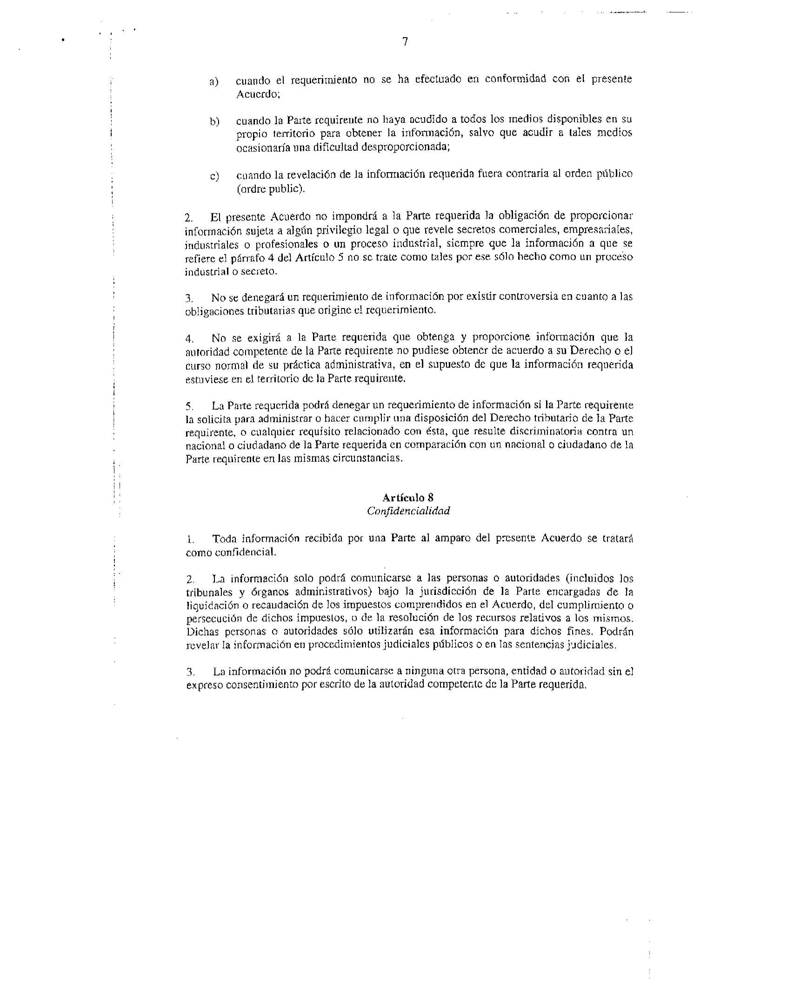 7
a) cuando el requerimiento no se ha efectuado en conformidad con el presente
Acuerdo;
b) cuando la Parte requirente no haya acudido a todos los medios disponibles en su
propio territorio para obtener la información, salvo que acudir a tales medios
ocasionaría una dificultad desproporcionada;
c) cuando la revelación de la información requerida fuera contraria al orden público
(ordre public).
2. El presente Acuerdo no impondrá a la Parte requerida la obligación de proporcionar
información sujeta a algún privilegio legal o que revele secretos comerciales, empresariales,
industriales o profesionales o un proceso industrial, siempre que la información a que se
refiere el párrafo 4 del Artículo 5 no se trate como tales por ese sólo hecho como un proceso
industrial o secreto.
3. No se denegará un requerimiento de información por existir controversia en cuanto a las
obligaciones tributarias que origine el requerimiento.
4. No se exigirá a la Parte requerida que obtenga y proporcione información que la
autoridad competente de la Parte requirente no pudiese obtener de acuerdo a su Derecho o el
curso normal de su práctica administrativa, en el supuesto de que la información requerida
estuviese en el territorio de la Parte requirente.
5. La Parte requerida podrá denegar un requerimiento de información si la Parte requirente
la solicita para administrar o hacer cumplir una disposición del Derecho tributario de la Parte
requirente, o cualquier requisito relacionado con ésta, que resulte discriminatoria contra un
nacional o ciudadano de la Parte requerida en comparación con un nacional o ciudadano de la
Parte requirente en las mismas circunstancias.
Artículo 8
Confidencialidad
1. Toda información recibida por una Parte al amparo del presente Acuerdo se tratará
como confidencial.
2. La información solo podrá comunicarse a las personas o autoridades (incluidos los
tribunales y órganos administrativos) bajo la jurisdicción de la Parte encargadas de la
liquidación o recaudación de los impuestos comprendidos en el Acuerdo, del cumplimiento o
persecución de dichos impuestos, o de la resolución de los recursos relativos a los mismos.
Dichas personas o autoridades sólo utilizarán esa información para dichos fines. Podrán
revelar la información en procedimientos judiciales públicos o en las sentencias judiciales.
3. La información no podrá comunicarse a ninguna otra persona, entidad o autoridad sin el
expreso consentimiento por escrito de la autoridad competente de la Parte requerida.